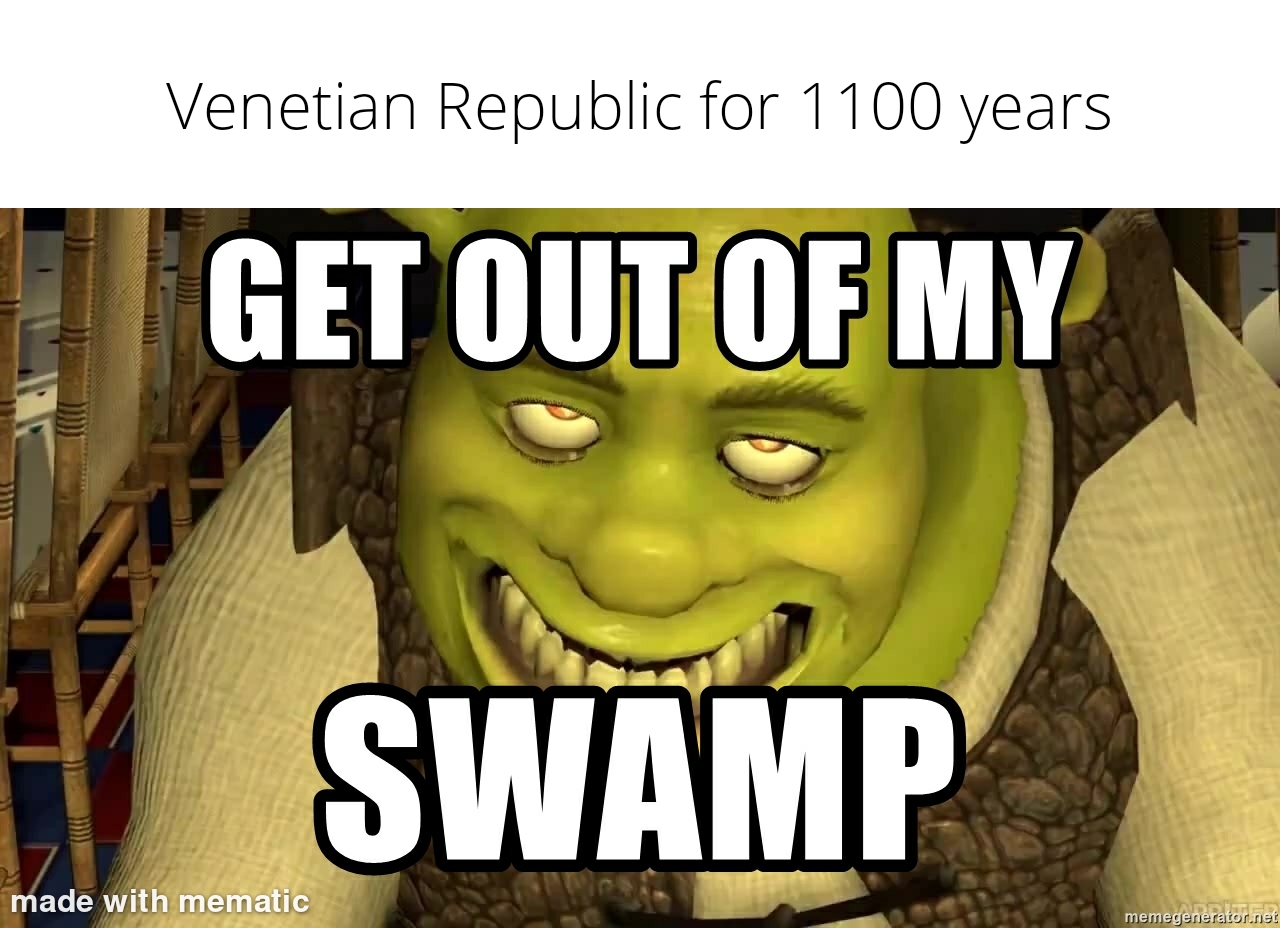 Venetian Republic for 1100 years
GET OUT OF MY
SWAMP
made with mematic
memegenerator.net